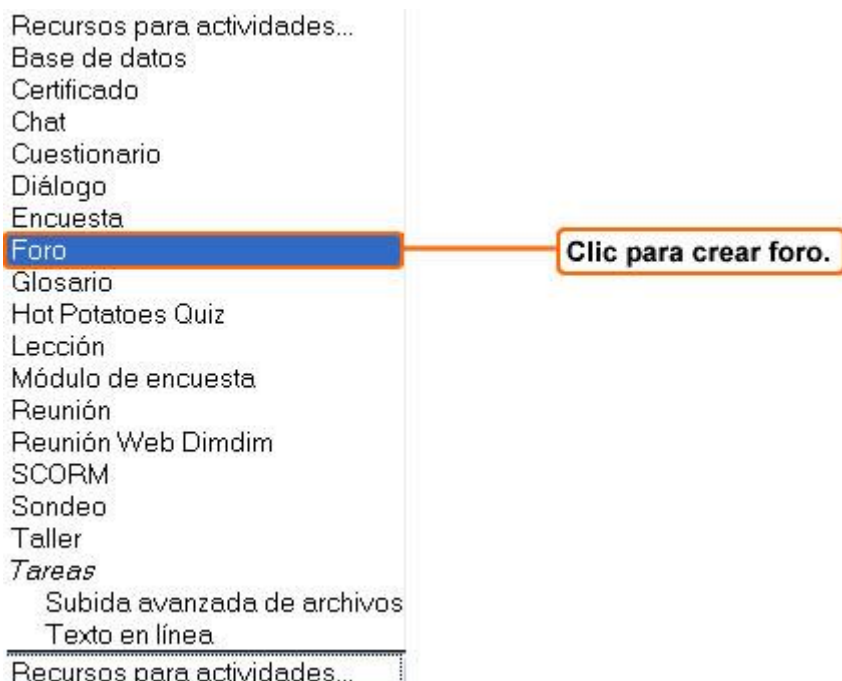 Recursos para actividades...
Base de datos
Certificado
Chat
Cuestionario
Diálogo
Encuesta
Foro
Clic para crear foro.
Glosario
Hot Potatoes Quiz
Lección
Módulo de encuesta
Reunión
Reunión Web Dimdim
SCORM
Sondeo
Taller
Tareas
Subida avanzada de archivos
Texto en línea
Recursos para actividades...